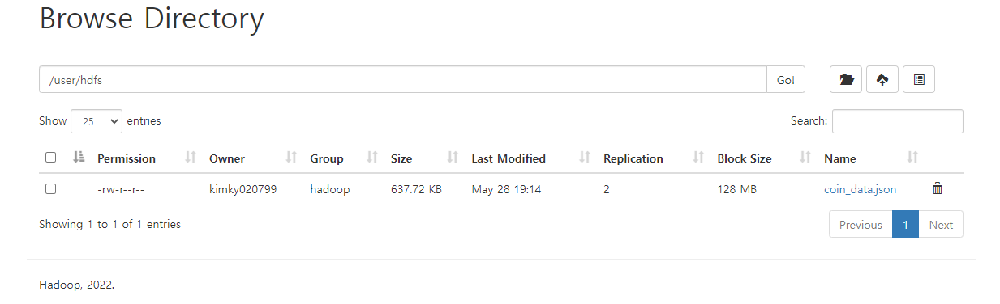 Browse Directory
/user/hdfs Go!
Show 25 entries Search:
Permission Owner Group Size Last Modified Replication Block Size Name
-rw-r--r-- kimky020799 hadoop 637.72 KB May 28 19:14 2 128 MB coin_data.json
Showing 1 to 1 of 1 entries Previous 1 Next
Hadoop, 2022.